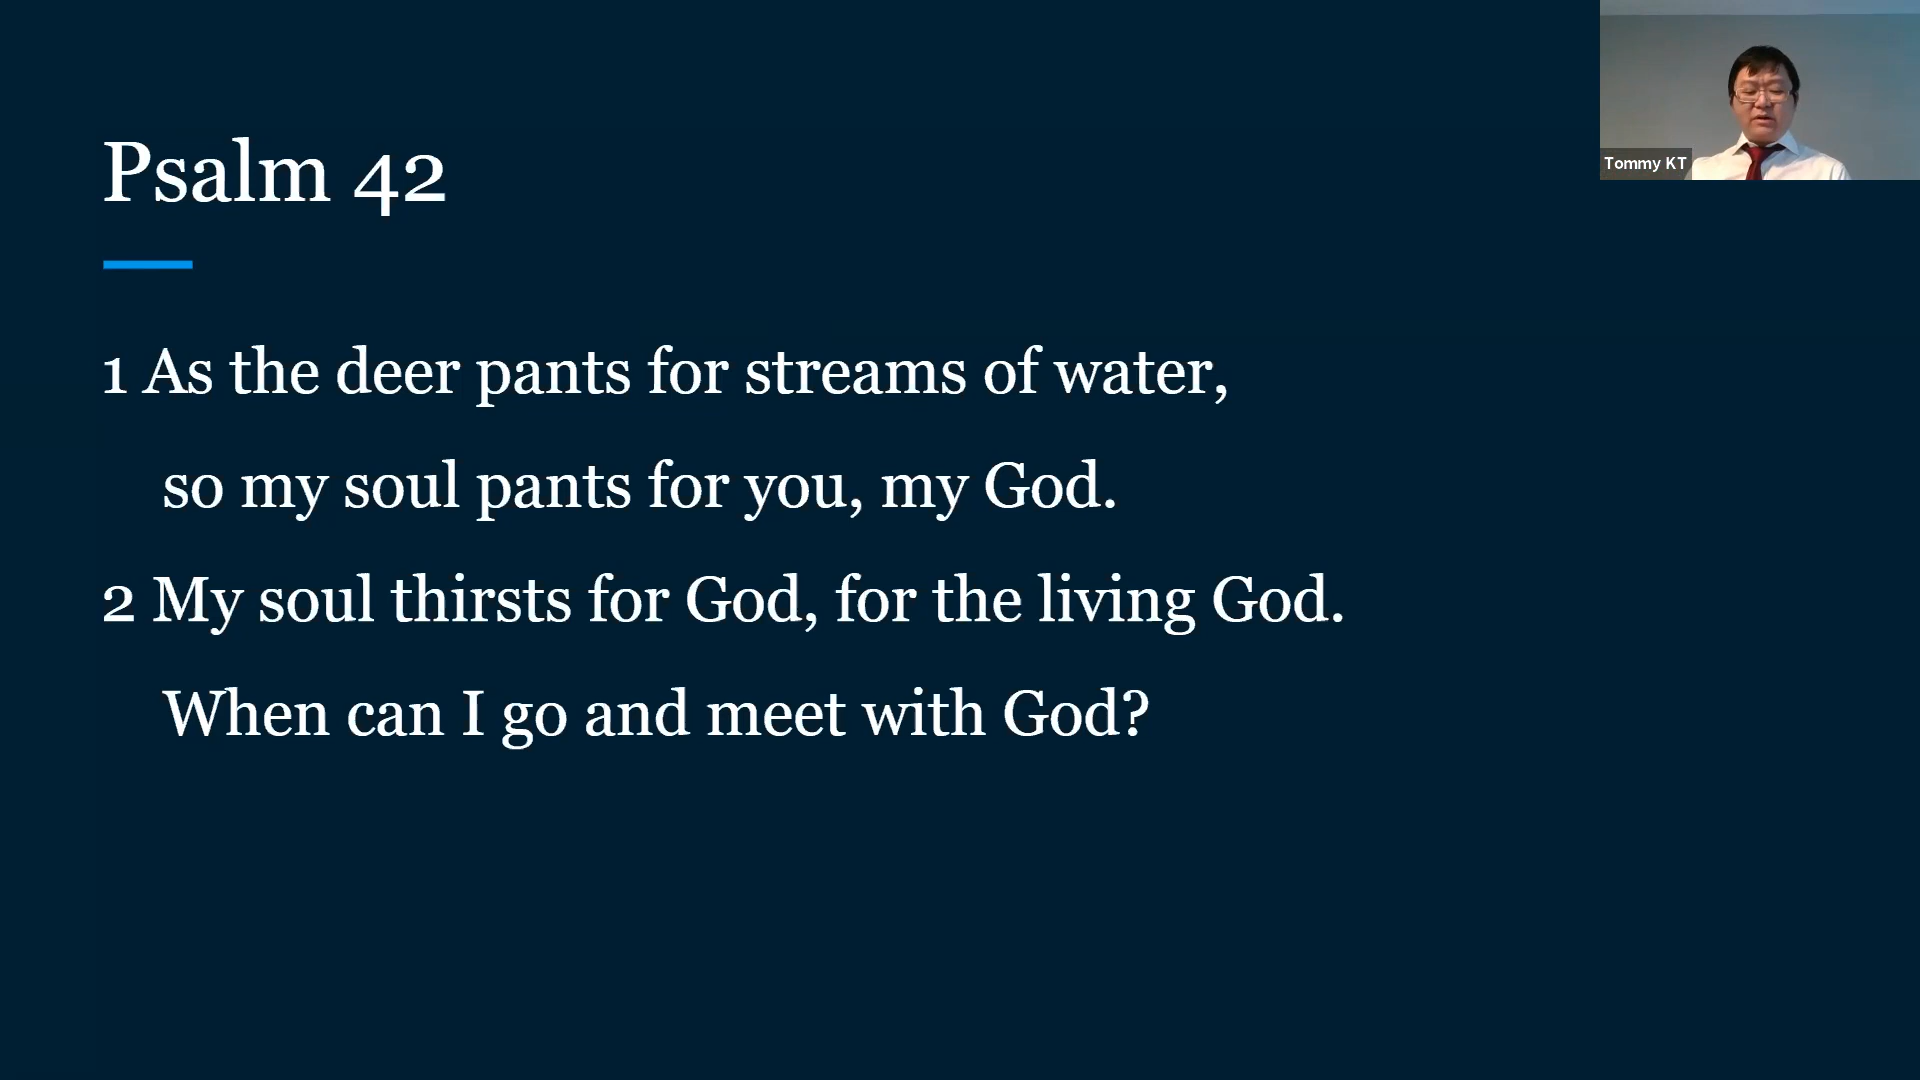 Psalm 42
1 As the deer pants for streams of water,
so my soul pants for you, my God.
2 My soul thirsts for God, for the living God.
When can I go and meet with God?
Tommy KT